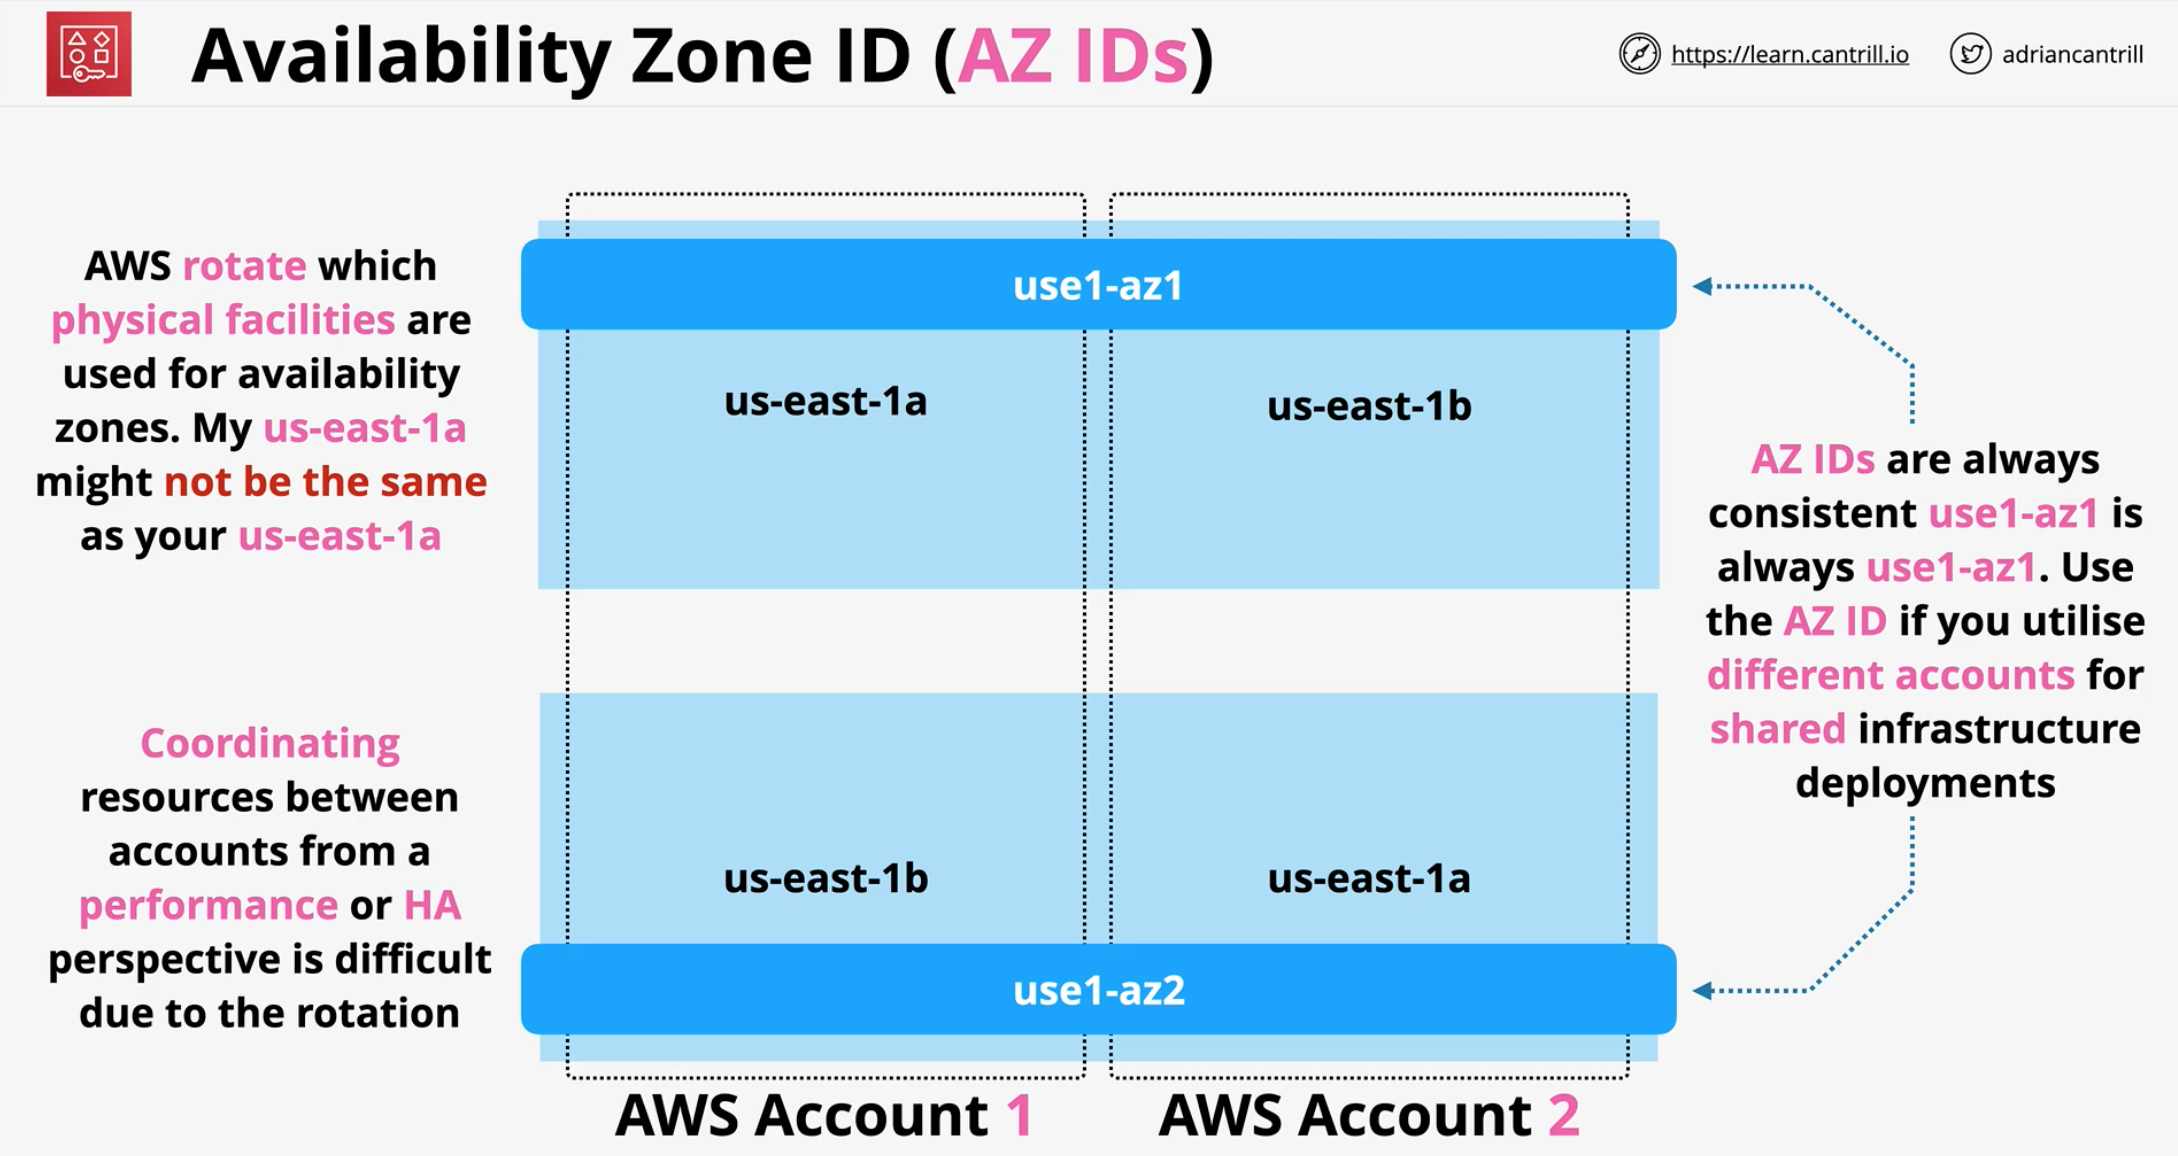 Availability Zone ID (AZ IDs)
https://learn.cantrill.io
adriancantrill
AWS rotate which
physical facilities are
used for availability
zones. My us-east-1a
might not be the same
as your us-east-1a
Coordinating
resources between
accounts from a
performance or HA
perspective is difficult
due to the rotation
use1-az1
us-east-1a
us-east-1b
us-east-1b
us-east-1a
use1-az2
AWS Account 1
AWS Account 2
AZ IDs are always
consistent use1-az1 is
always use1-az1. Use
the AZ ID if you utilise
different accounts for
shared infrastructure
deployments